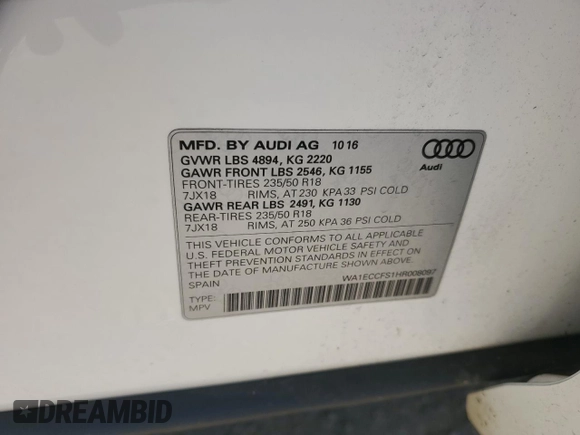 MFD. BY AUDI AG 10 16
GVWR LBS 4894, KG 2220
GAWR FRONT LBS 2546, KG 1155
FRONT-TIRES 235/50 R18
7JX18 RIMS, AT 230 KPA 33 PSI COLD
GAWR REAR LBS 2491, KG 1130
REAR-TIRES 235/50 R18
7JX18 RIMS, AT 250 KPA 36 PSI COLD
THIS VEHICLE CONFORMS TO ALL APPLICABLE
U.S. FEDERAL MOTOR VEHICLE SAFETY AND
THEFT PREVENTION STANDARDS IN EFFECT ON
THE DATE OF MANUFACTURE SHOWN ABOVE.
SPAIN
WA1ECCFS1HR008097
TYPE:
MPV
Audi
DREAMBID